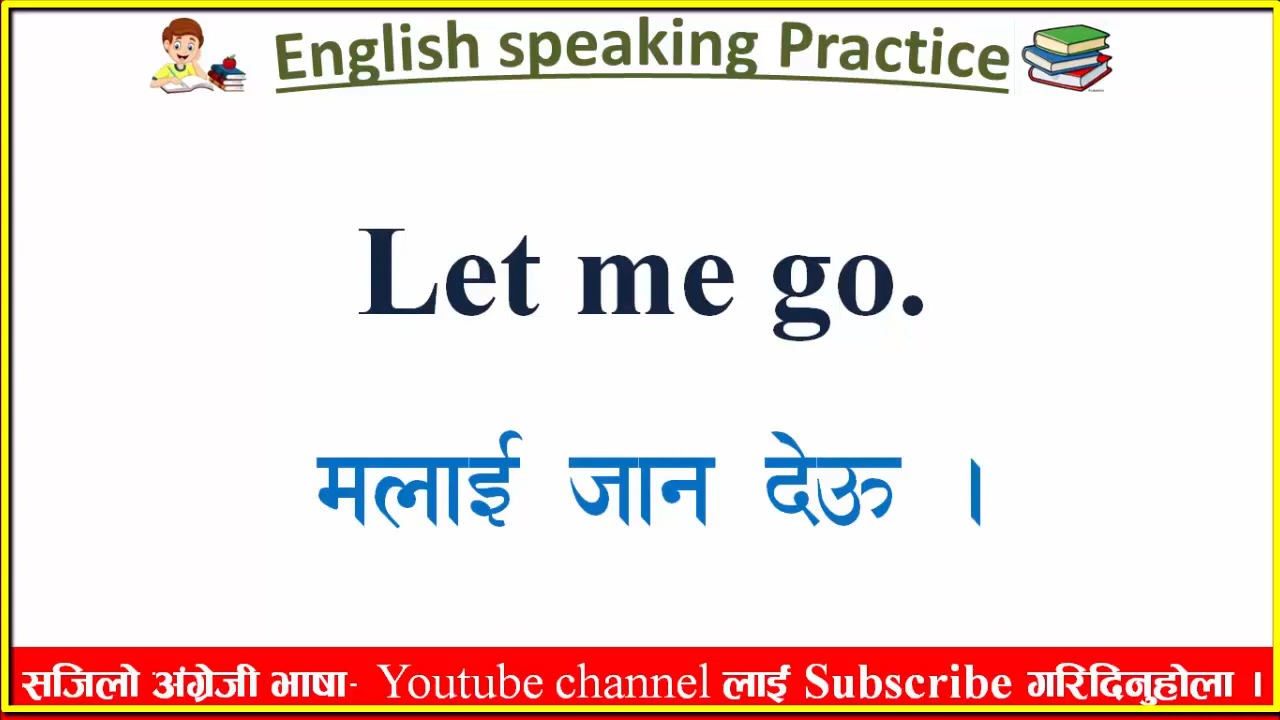 English speaking Practice
Let me go.
मलाई जान देऊ ।
सजिलो अंग्रेजी भाषा- Youtube channel लाई Subscribe गरिदिनुहोला ।